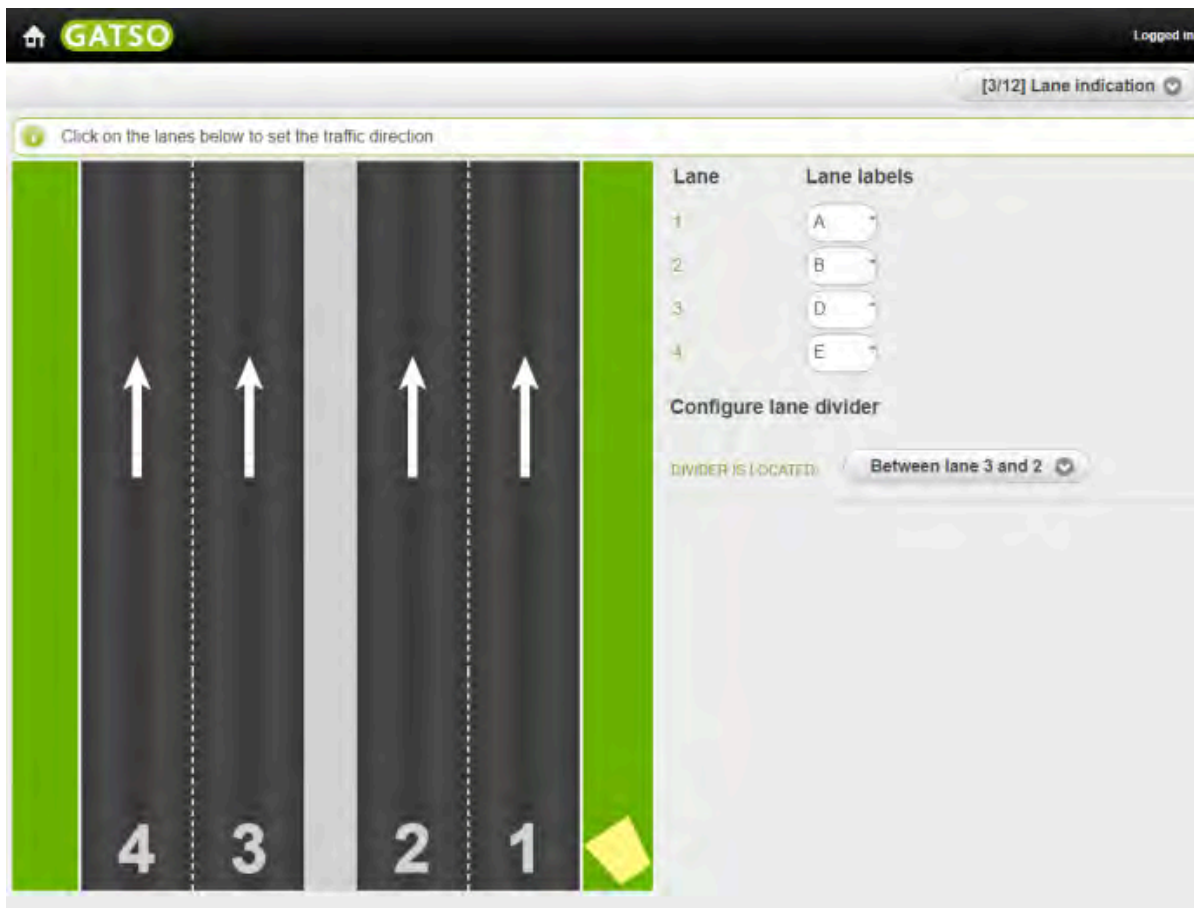 GATSO
Logged in
[3/12] Lane indication
Click on the lanes below to set the traffic direction
Lane Lane labels
1 A
2 B
3 D
4 E
Configure lane divider
DIVIDER IS LOCATED Between lane 3 and 2
4 3 2 1